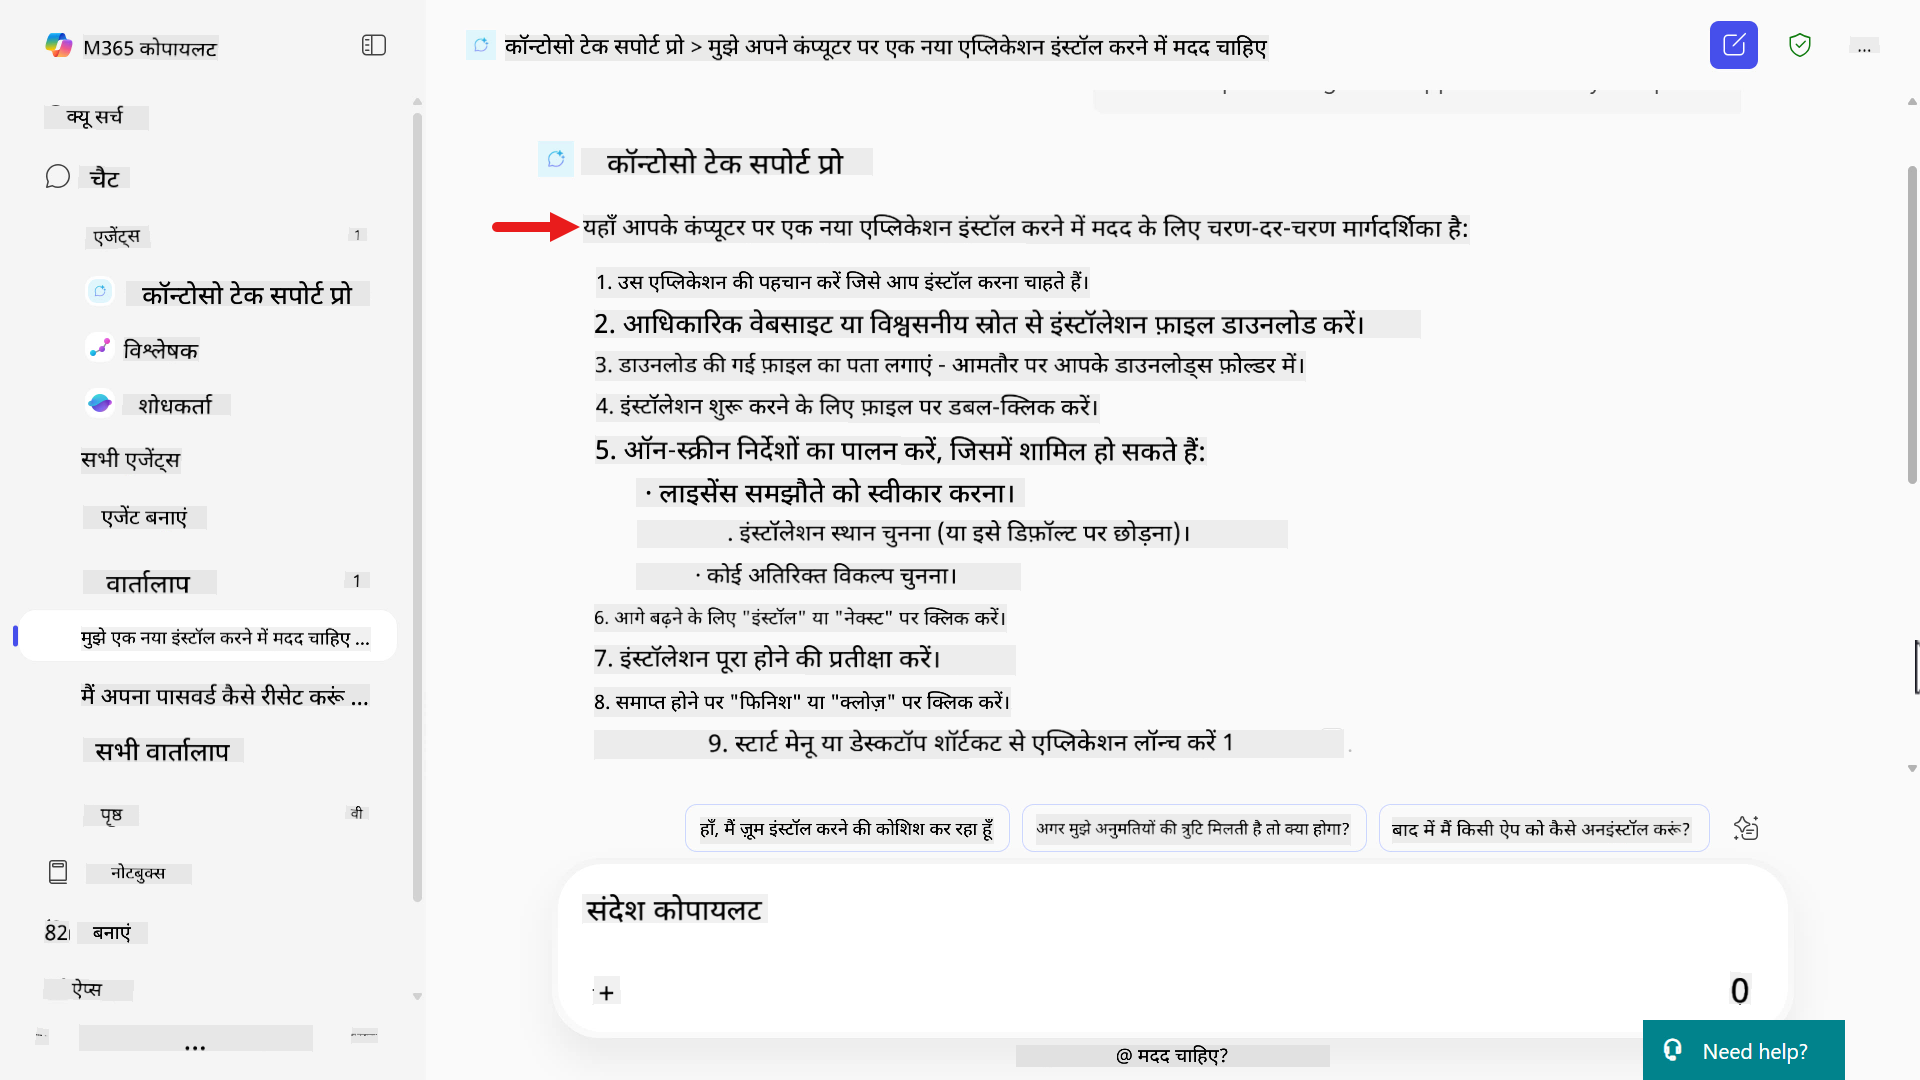 M365 कोपायलट
क्यू सर्च
चैट
एजेंट्स 1
कॉन्टोसो टेक सपोर्ट प्रो
विश्लेषक
शोधकर्ता
सभी एजेंट्स
एजेंट बनाएं
वार्तालाप 1
मुझे एक नया इंस्टॉल करने में मदद चाहिए ...
मैं अपना पासवर्ड कैसे रीसेट करूं ...
सभी वार्तालाप
पृष्ठ वी
नोटबुक्स
82 बनाएं
ऐप्स
...
कॉन्टोसो टेक सपोर्ट प्रो > मुझे अपने कंप्यूटर पर एक नया एप्लिकेशन इंस्टॉल करने में मदद चाहिए
...
कॉन्टोसो टेक सपोर्ट प्रो
यहाँ आपके कंप्यूटर पर एक नया एप्लिकेशन इंस्टॉल करने में मदद के लिए चरण-दर-चरण मार्गदर्शिका है:
1. उस एप्लिकेशन की पहचान करें जिसे आप इंस्टॉल करना चाहते हैं।
2. आधिकारिक वेबसाइट या विश्वसनीय स्रोत से इंस्टॉलेशन फ़ाइल डाउनलोड करें।
3. डाउनलोड की गई फ़ाइल का पता लगाएं - आमतौर पर आपके डाउनलोड्स फ़ोल्डर में।
4. इंस्टॉलेशन शुरू करने के लिए फ़ाइल पर डबल-क्लिक करें।
5. ऑन-स्क्रीन निर्देशों का पालन करें, जिसमें शामिल हो सकते हैं:
· लाइसेंस समझौते को स्वीकार करना।
. इंस्टॉलेशन स्थान चुनना (या इसे डिफ़ॉल्ट पर छोड़ना)।
· कोई अतिरिक्त विकल्प चुनना।
6. आगे बढ़ने के लिए "इंस्टॉल" या "नेक्स्ट" पर क्लिक करें।
7. इंस्टॉलेशन पूरा होने की प्रतीक्षा करें।
8. समाप्त होने पर "फिनिश" या "क्लोज़" पर क्लिक करें।
9. स्टार्ट मेनू या डेस्कटॉप शॉर्टकट से एप्लिकेशन लॉन्च करें 1 .
हाँ, मैं ज़ूम इंस्टॉल करने की कोशिश कर रहा हूँ
अगर मुझे अनुमतियों की त्रुटि मिलती है तो क्या होगा?
बाद में मैं किसी ऐप को कैसे अनइंस्टॉल करूं?
संदेश कोपायलट
+ 0
@ मदद चाहिए?
Need help?